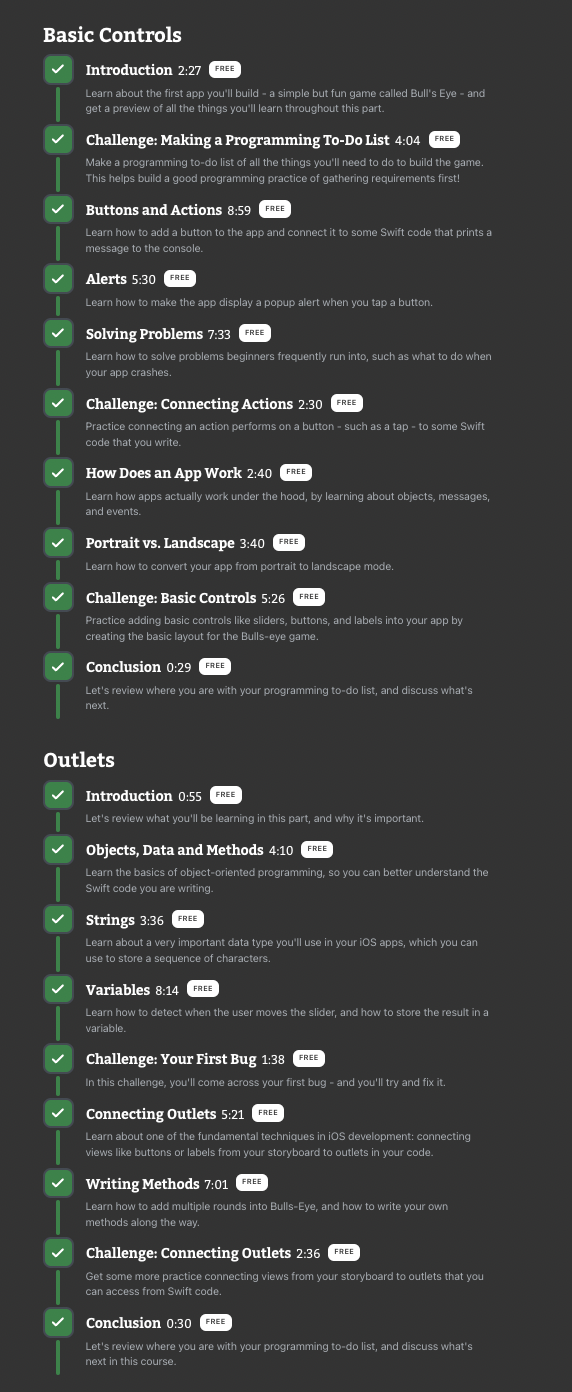 Basic Controls
Introduction 2:27 FREE
Learn about the first app you'll build - a simple but fun game called Bull's Eye - and
get a preview of all the things you'll learn throughout this part.
Challenge: Making a Programming To-Do List 4:04 FREE
Make a programming to-do list of all the things you'll need to do to build the game.
This helps build a good programming practice of gathering requirements first!
Buttons and Actions 8:59 FREE
Learn how to add a button to the app and connect it to some Swift code that prints a
message to the console.
Alerts 5:30 FREE
Learn how to make the app display a popup alert when you tap a button.
Solving Problems 7:33 FREE
Learn how to solve problems beginners frequently run into, such as what to do when
your app crashes.
Challenge: Connecting Actions 2:30 FREE
Practice connecting an action performs on a button - such as a tap - to some Swift
code that you write.
How Does an App Work 2:40 FREE
Learn how apps actually work under the hood, by learning about objects, messages,
and events.
Portrait vs. Landscape 3:40 FREE
Learn how to convert your app from portrait to landscape mode.
Challenge: Basic Controls 5:26 FREE
Practice adding basic controls like sliders, buttons, and labels into your app by
creating the basic layout for the Bulls-eye game.
Conclusion 0:29 FREE
Let's review where you are with your programming to-do list, and discuss what's
next.
Outlets
Introduction 0:55 FREE
Let's review what you'll be learning in this part, and why it's important.
Objects, Data and Methods 4:10 FREE
Learn the basics of object-oriented programming, so you can better understand the
Swift code you are writing.
Strings 3:36 FREE
Learn about a very important data type you'll use in your iOS apps, which you can
use to store a sequence of characters.
Variables 8:14 FREE
Learn how to detect when the user moves the slider, and how to store the result in a
variable.
Challenge: Your First Bug 1:38 FREE
In this challenge, you'll come across your first bug - and you'll try and fix it.
Connecting Outlets 5:21 FREE
Learn about one of the fundamental techniques in iOS development: connecting
views like buttons or labels from your storyboard to outlets in your code.
Writing Methods 7:01 FREE
Learn how to add multiple rounds into Bulls-Eye, and how to write your own
methods along the way.
Challenge: Connecting Outlets 2:36 FREE
Get some more practice connecting views from your storyboard to outlets that you
can access from Swift code.
Conclusion 0:30 FREE
Let's review where you are with your programming to-do list, and discuss what's
next in this course.